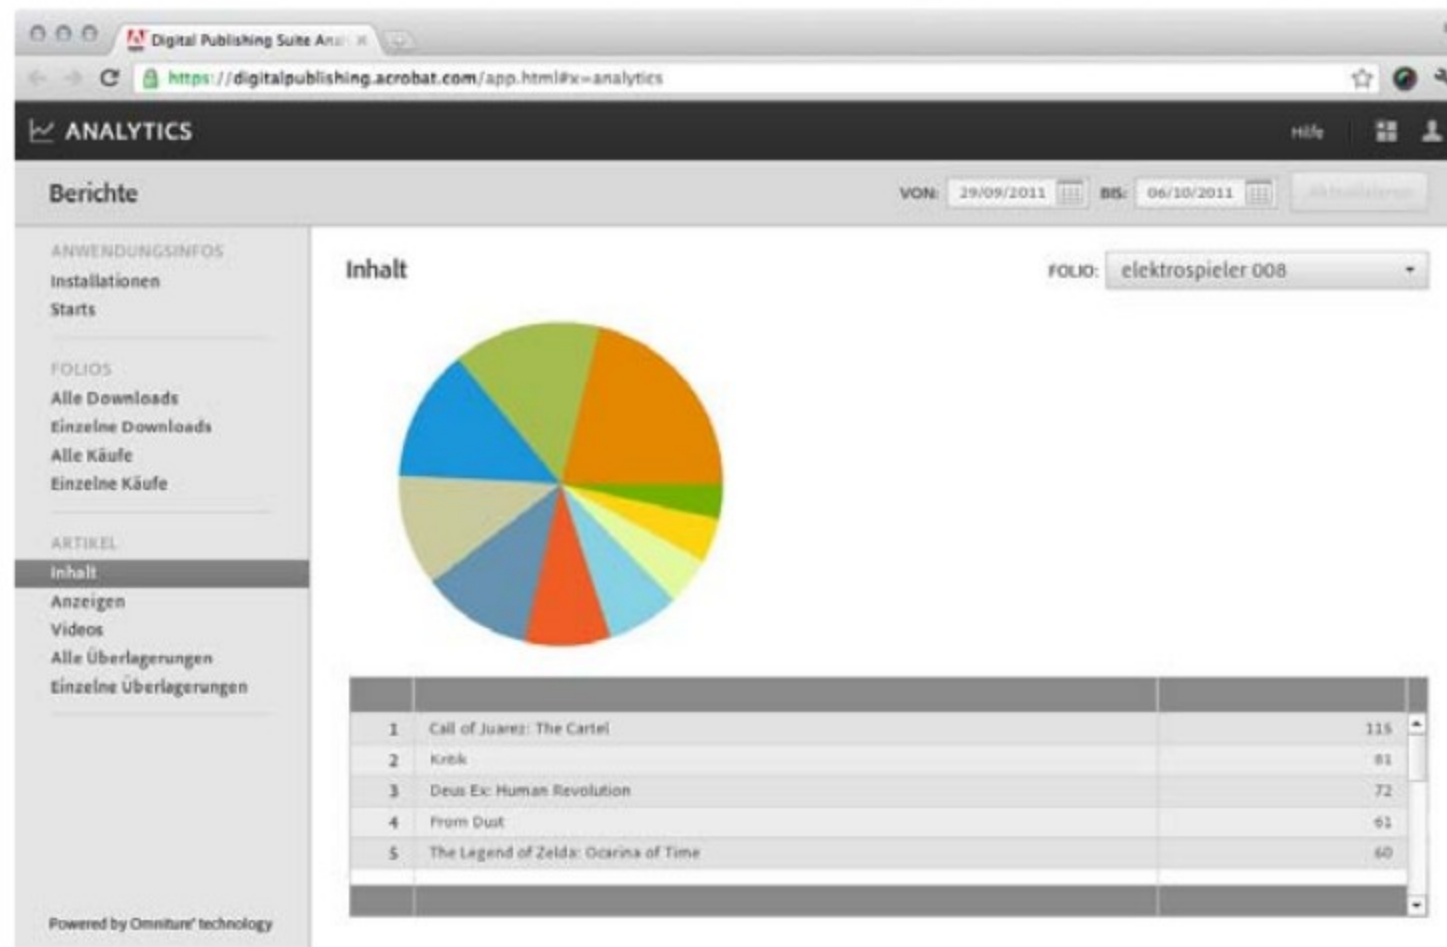 Digital Publishing Suite Ana
https://digitalpublishing.acrobat.com/app.html#x=analytics
ANALYTICS
Hilfe
Berichte
VON: 29/09/2011 BIS: 06/10/2011 Aktualisieren
ANWENDUNGSINFOS
Installationen
Starts
FOLIOS
Alle Downloads
Einzelne Downloads
Alle Käufe
Einzelne Käufe
ARTIKEL
Inhalt
Anzeigen
Videos
Alle Überlagerungen
Einzelne Überlagerungen
Powered by Omniture® technology
Inhalt
FOLIO: elektrospieler 008
1 Call of Juarez: The Cartel
2 Kritik 81
3 Deus Ex: Human Revolution 72
4 From Dust 61
5 The Legend of Zelda: Ocarina of Time 60